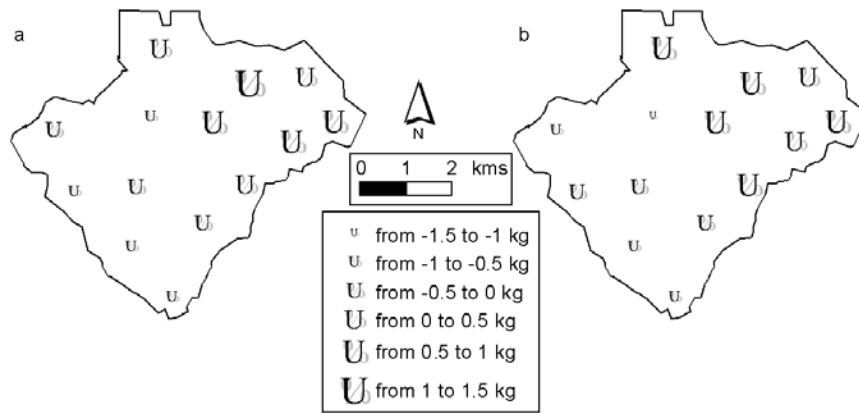 a
b
N
0 1 2 kms
from -1.5 to -1 kg
from -1 to -0.5 kg
from -0.5 to 0 kg
from 0 to 0.5 kg
from 0.5 to 1 kg
from 1 to 1.5 kg